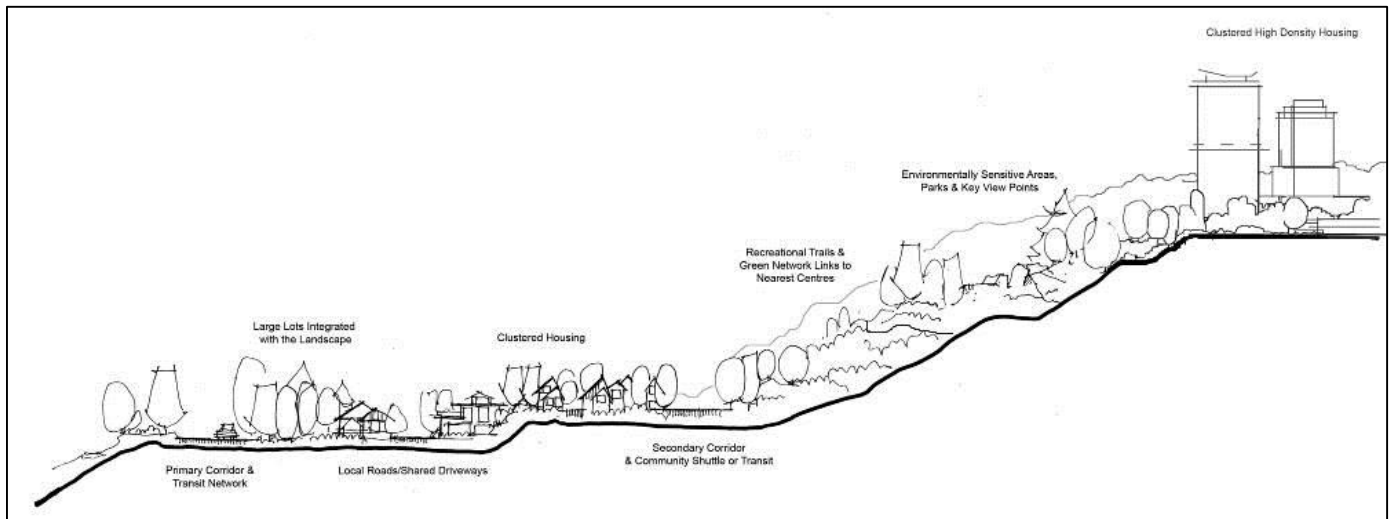 Clustered High Density Housing
Environmentally Sensitive Areas,
Parks & Key View Points
Recreational Trails &
Green Network Links to
Nearest Centres
Large Lots Integrated
with the Landscape
Clustered Housing
Primary Corridor &
Transit Network
Local Roads/Shared Driveways
Secondary Corridor
& Community Shuttle or Transit